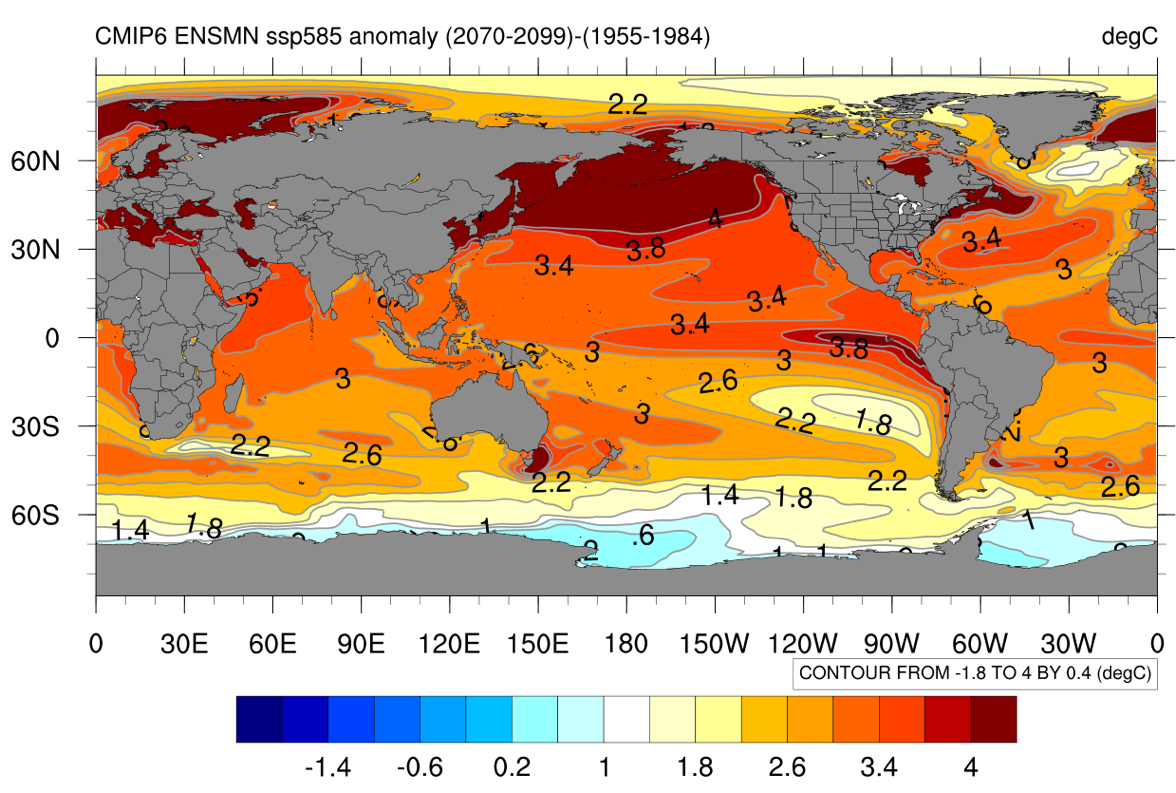 CMIP6 ENSMN ssp585 anomaly (2070-2099)-(1955-1984) degC
2.2
60N
4
30N 3.4 3.8 3.4
3
3.4
3.4
0 3 3.8 3
3
3 2.6
30S 3 2.2 1.8
2.2 2.6 3
2.2 2.2 2.6
1.4 1.8
60S 1.4 1.8 1 .6 1
0 30E 60E 90E 120E 150E 180 150W 120W 90W 60W 30W 0
CONTOUR FROM -1.8 TO 4 BY 0.4 (degC)
-1.4 -0.6 0.2 1 1.8 2.6 3.4 4